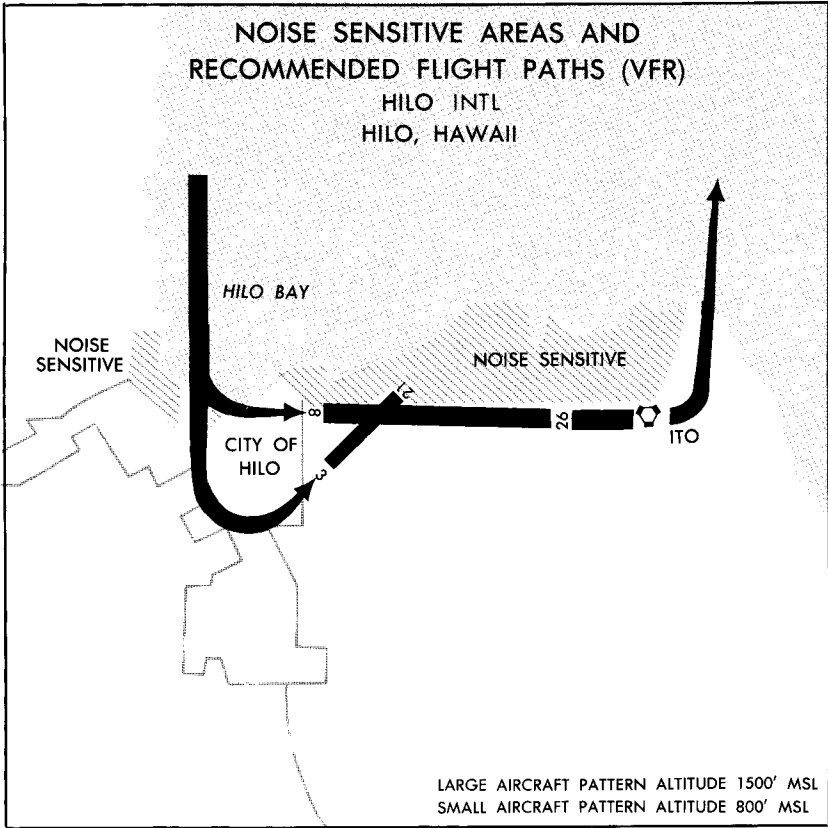 NOISE SENSITIVE AREAS AND
RECOMMENDED FLIGHT PATHS (VFR)
HILO INTL
HILO, HAWAII
HILO BAY
NOISE
SENSITIVE
NOISE SENSITIVE
21
8
26
ITO
CITY OF
HILO
3
LARGE AIRCRAFT PATTERN ALTITUDE 1500' MSL
SMALL AIRCRAFT PATTERN ALTITUDE 800' MSL